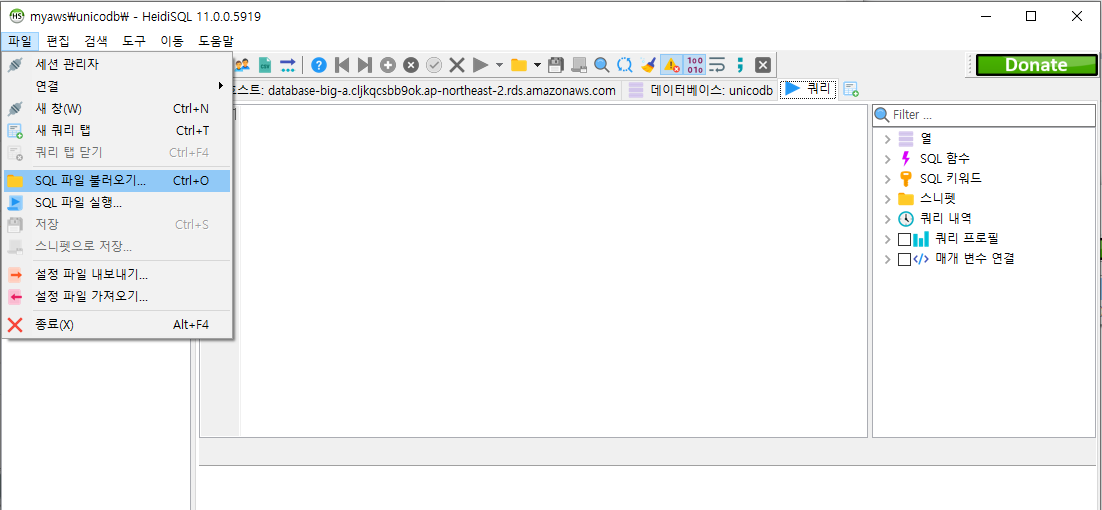 myaws\unicodb\ - HeidiSQL 11.0.0.5919
파일 편집 검색 도구 이동 도움말
Donate
호스트: database-big-a.cljkqcsbb9ok.ap-northeast-2.rds.amazonaws.com 데이터베이스: unicodb 쿼리
세션 관리자
연결
새 창(W) Ctrl+N
새 쿼리 탭 Ctrl+T
쿼리 탭 닫기 Ctrl+F4
SQL 파일 불러오기... Ctrl+O
SQL 파일 실행...
저장 Ctrl+S
스니펫으로 저장...
설정 파일 내보내기...
설정 파일 가져오기...
종료(X) Alt+F4
Filter ...
열
SQL 함수
SQL 키워드
스니펫
쿼리 내역
쿼리 프로필
매개 변수 연결